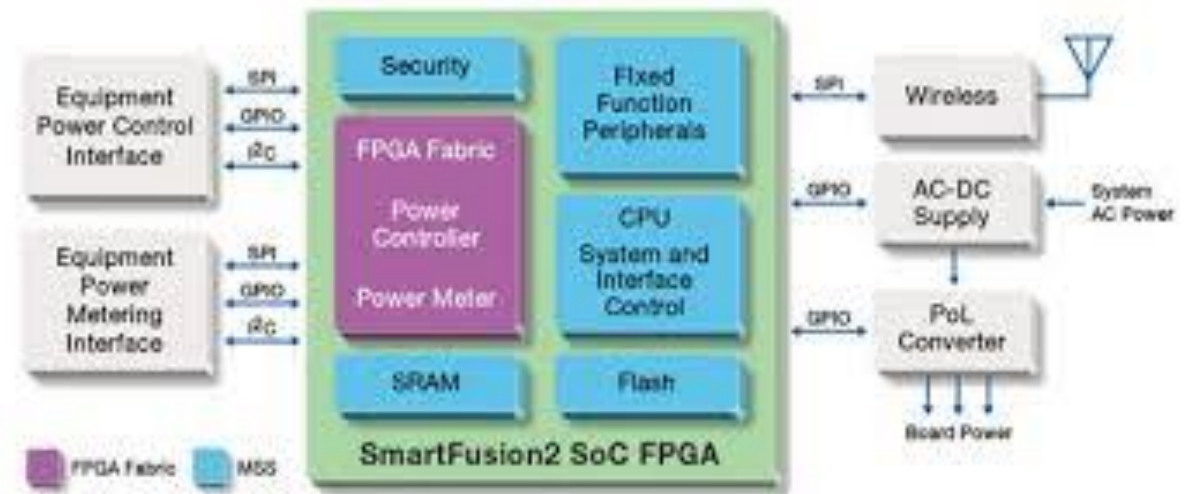 Equipment
Power Control
Interface
SPI
GPIO
I²C
Equipment
Power
Metering
Interface
SPI
GPIO
I²C
Security
FPGA Fabric
Power
Controller
Power Meter
SRAM
Fixed
Function
Peripherals
CPU
System and
Interface
Control
Flash
SmartFusion2 SoC FPGA
SPI
Wireless
GPIO
AC-DC
Supply
System
AC Power
GPIO
PoL
Converter
Board Power
FPGA Fabric
MSS